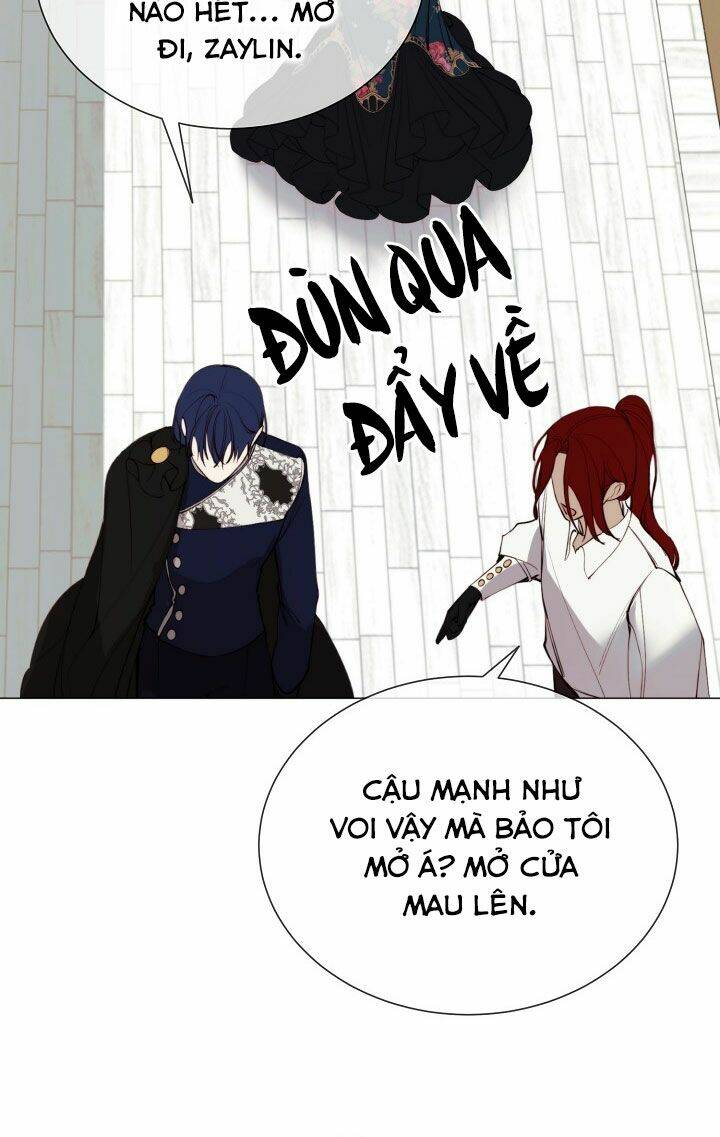 NÀO HẾT... MỞ
ĐI, ZAYLIN.
ĐÙN QUA
ĐẨY VỀ
CẬU MẠNH NHƯ
VOI VẬY MÀ BẢO TÔI
MỞ Á? MỞ CỬA
MAU LÊN.